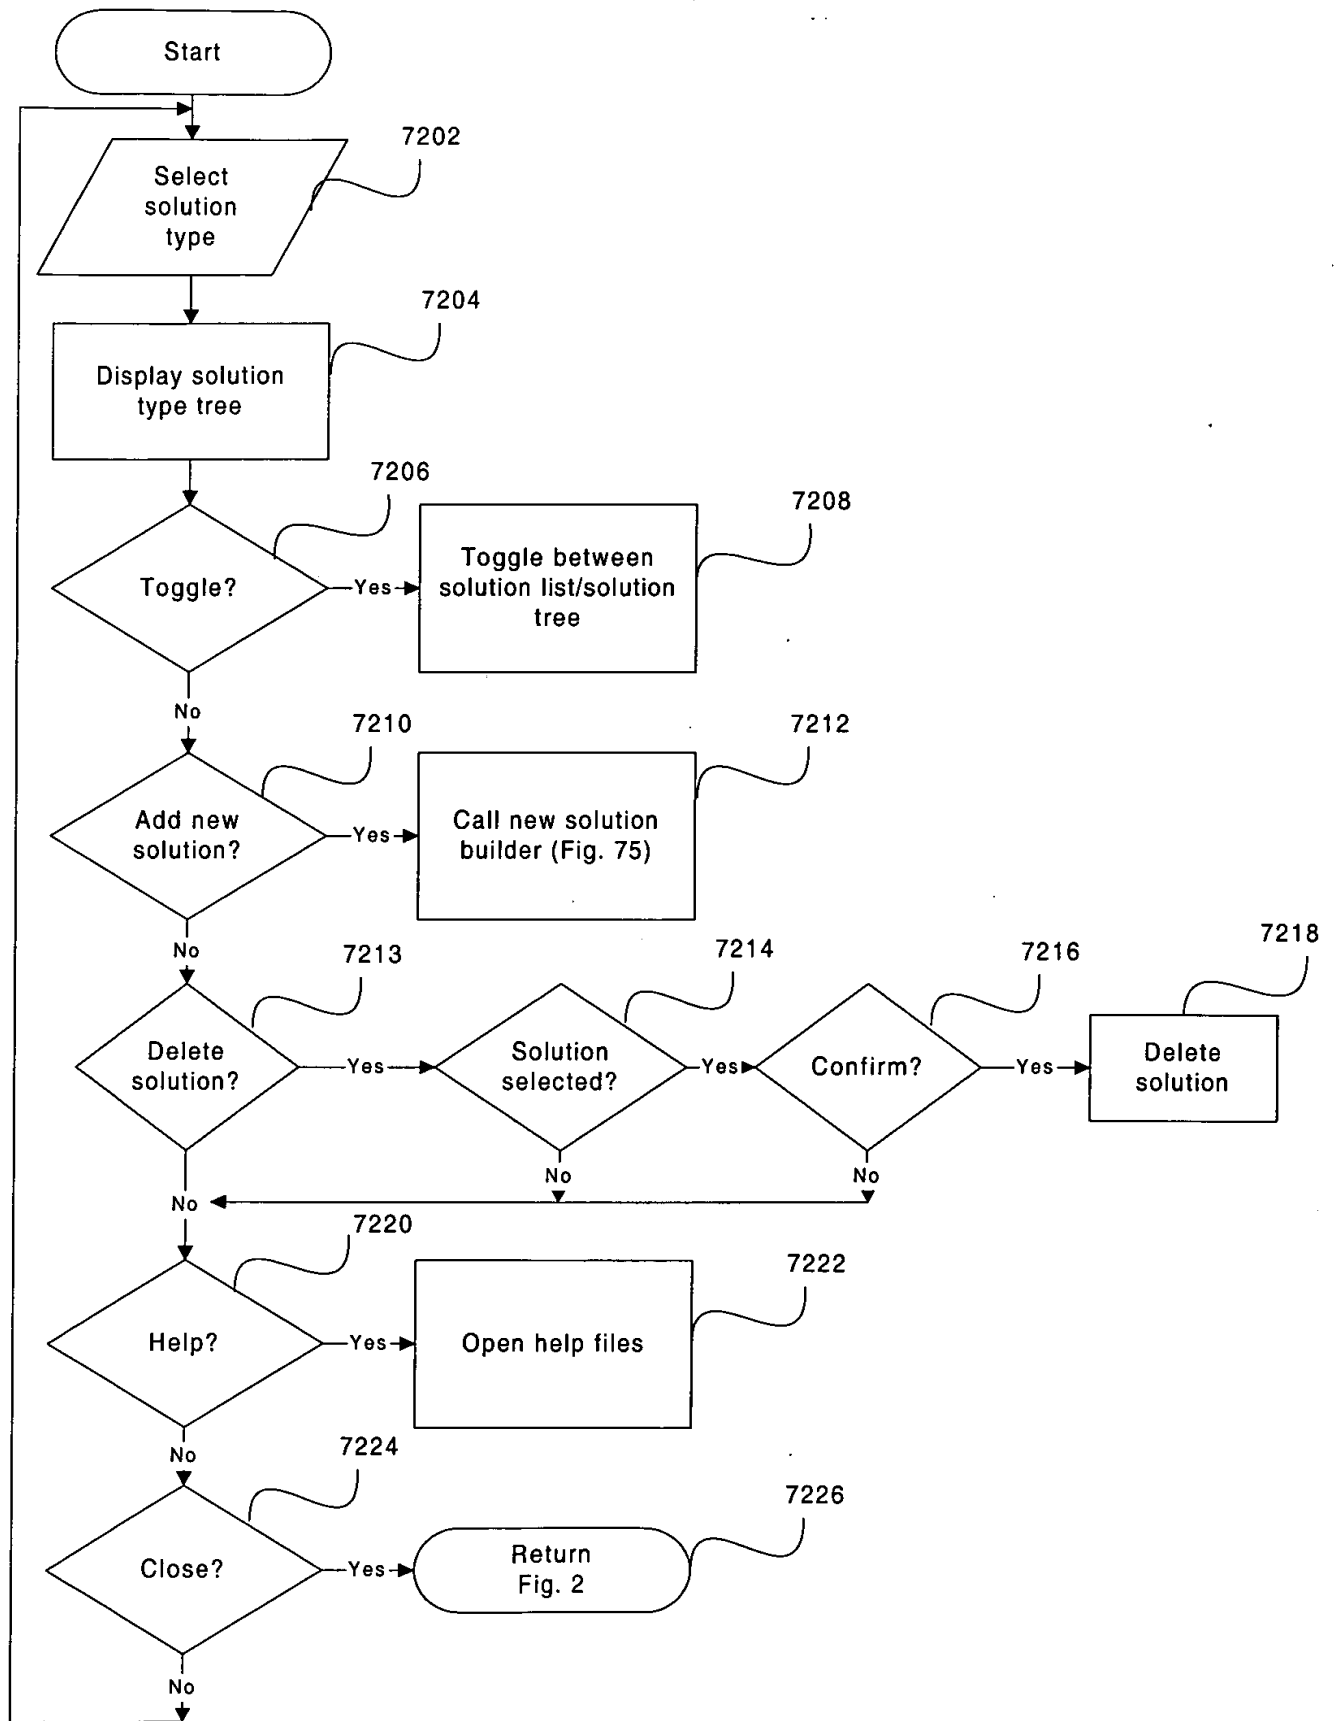 Start
7202
Select
solution
type
7204
Display solution
type tree
7206
7208
Toggle?
Yes
Toggle between
solution list/solution
tree
No
7210
7212
Add new
solution?
Yes
Call new solution
builder (Fig. 75)
No
7213
7214
7216
7218
Delete
solution?
Yes
Solution
selected?
Yes
Confirm?
Yes
Delete
solution
No
No
No
7220
7222
Help?
Yes
Open help files
No
7224
7226
Close?
Yes
Return
Fig. 2
No